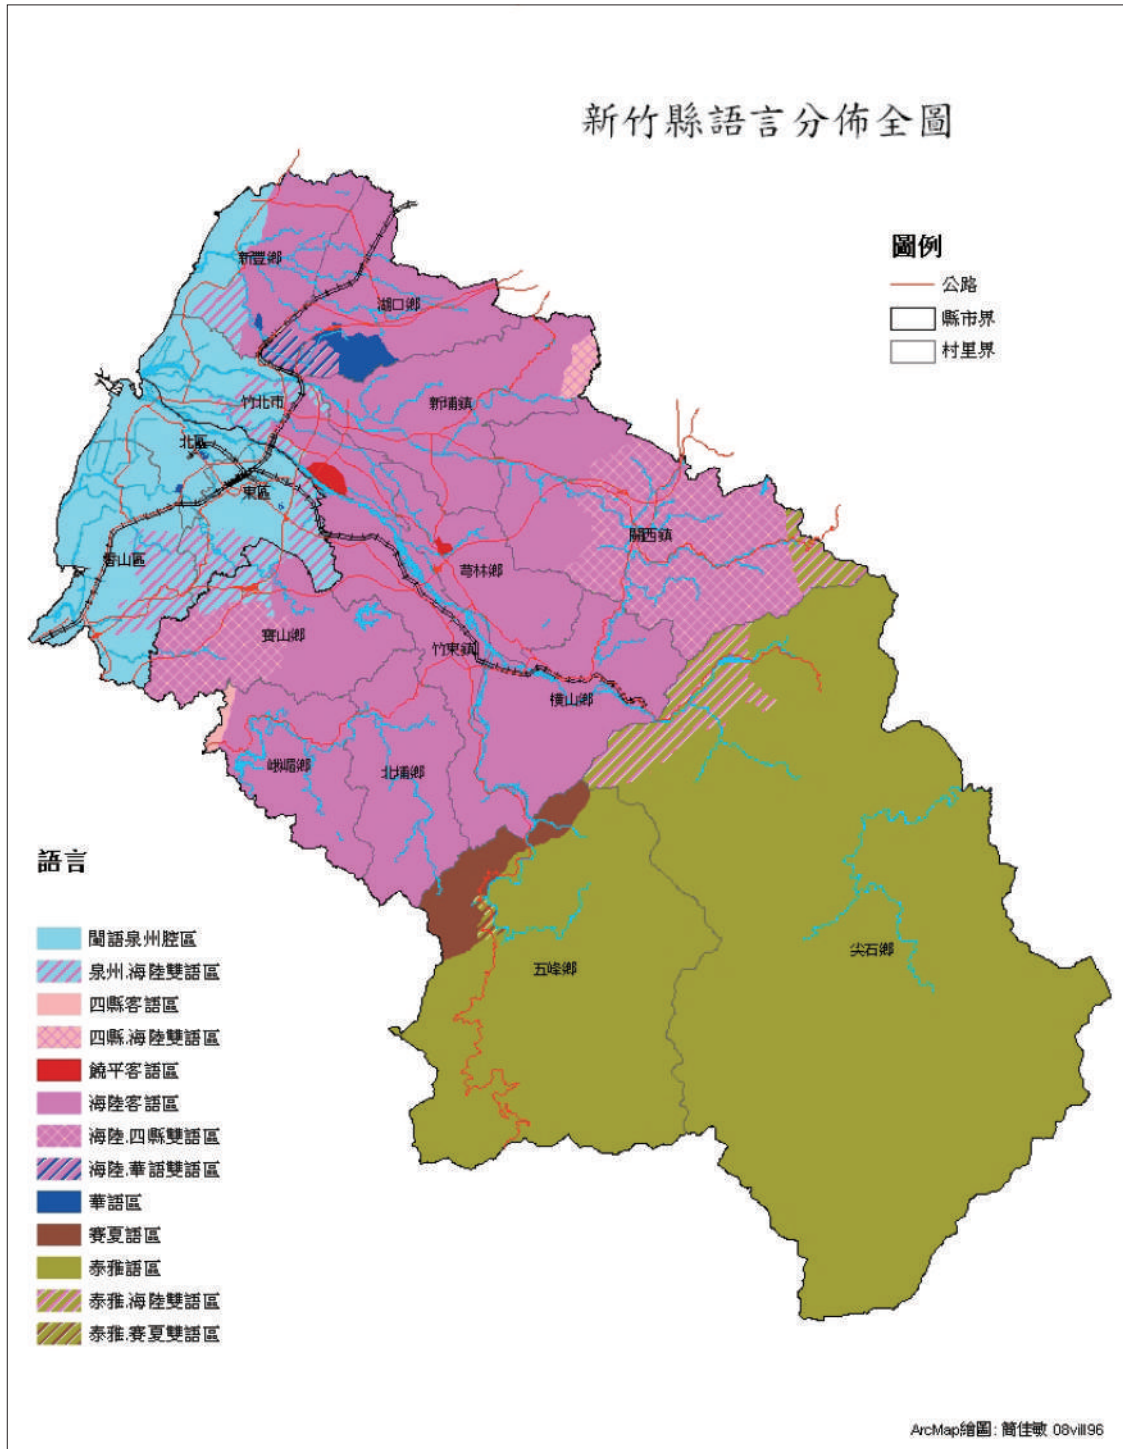 新竹縣語言分佈全圖
圖例
公路
縣市界
村里界
新豐鄉
湖口鄉
竹北市
新埔鎮
北區
東區
香山區
關西鎮
芎林鄉
寶山鄉
竹東鎮
橫山鄉
峨嵋鄉
北埔鄉
五峰鄉
尖石鄉
語言
閩語泉州腔區
泉州.海陸雙語區
四縣客語區
四縣.海陸雙語區
饒平客語區
海陸客語區
海陸.四縣雙語區
海陸.華語雙語區
華語區
賽夏語區
泰雅語區
泰雅.海陸雙語區
泰雅.賽夏雙語區
ArcMap繪圖: 簡佳敏 08viii96